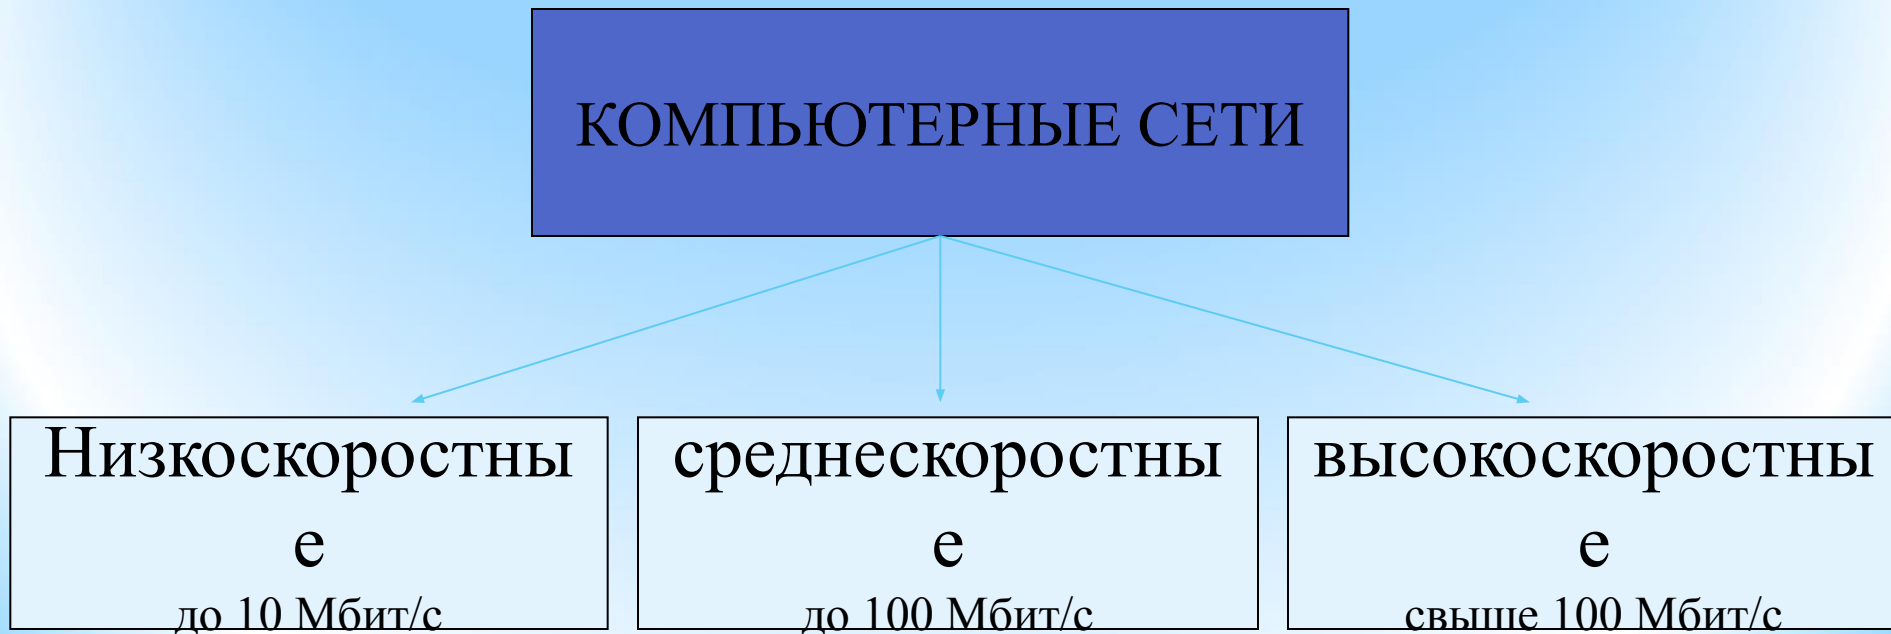 КОМПЬЮТЕРНЫЕ СЕТИ
Низкоскоростны
е
до 10 Мбит/с
среднескоростны
е
до 100 Мбит/с
высокоскоростны
е
свыше 100 Мбит/с